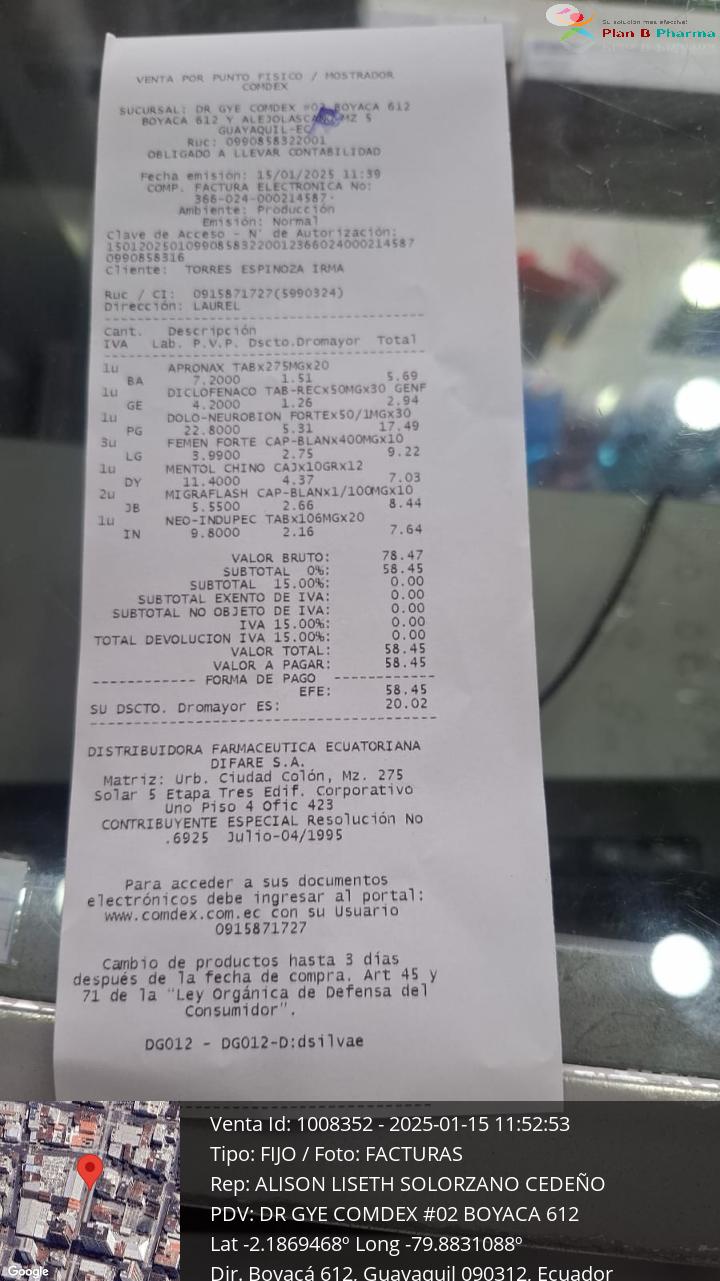 Su solución mas efectiva!
Plan B Pharma
VENTA POR PUNTO FISICO / MOSTRADOR
COMDEX
SUCURSAL: DR GYE COMDEX #02 BOYACA 612
BOYACA 612 Y ALEJOLASCANO MZ 5
GUAYAQUIL-EC
Ruc: 0990858322001
OBLIGADO A LLEVAR CONTABILIDAD
Fecha emisión: 15/01/2025 11:39
COMP. FACTURA ELECTRONICA No:
366-024-000214587
Ambiente: Producción
Emisión: Normal
Clave de Acceso - N° de Autorización:
150120250109908583220012366024000214587
0990858316
Cliente: TORRES ESPINOZA IRMA
Ruc / CI: 0915871727(5990324)
Dirección: LAUREL
Cant. Descripción
IVA Lab. P.V.P. Dscto.Dromayor Total
1u APRONAX TABx275MGx20
BA 7.2000 1.51 5.69
1u DICLOFENACO TAB-RECx50MGx30 GENF
GE 4.2000 1.26 2.94
1u DOLO-NEUROBION FORTEx50/1MGx30
PG 22.8000 5.31 17.49
3u FEMEN FORTE CAP-BLANx400MGx10
LG 3.9900 2.75 9.22
1u MENTOL CHINO CAJx10GRx12
DY 11.4000 4.37 7.03
2u MIGRAFLASH CAP-BLANx1/100MGx10
JB 5.5500 2.66 8.44
1u NEO-INDUPEC TABx106MGx20
IN 9.8000 2.16 7.64
VALOR BRUTO: 78.47
SUBTOTAL 0%: 58.45
SUBTOTAL 15.00%: 0.00
SUBTOTAL EXENTO DE IVA: 0.00
SUBTOTAL NO OBJETO DE IVA: 0.00
IVA 15.00%: 0.00
TOTAL DEVOLUCION IVA 15.00%: 0.00
VALOR TOTAL: 58.45
VALOR A PAGAR: 58.45
------------ FORMA DE PAGO ------------
EFE: 58.45
SU DSCTO. Dromayor ES: 20.02
DISTRIBUIDORA FARMACEUTICA ECUATORIANA
DIFARE S.A.
Matriz: Urb. Ciudad Colón, Mz. 275
Solar 5 Etapa Tres Edif. Corporativo
Uno Piso 4 Ofic 423
CONTRIBUYENTE ESPECIAL Resolución No
.6925 Julio-04/1995
Para acceder a sus documentos
electrónicos debe ingresar al portal:
www.comdex.com.ec con su Usuario
0915871727
Cambio de productos hasta 3 días
después de la fecha de compra. Art 45 y
71 de la "Ley Orgánica de Defensa del
Consumidor".
DG012 - DG012-D:dsilvae
Venta Id: 1008352 - 2025-01-15 11:52:53
Tipo: FIJO / Foto: FACTURAS
Rep: ALISON LISETH SOLORZANO CEDEÑO
PDV: DR GYE COMDEX #02 BOYACA 612
Lat -2.1869468º Long -79.8831088º
Dir. Boyacá 612, Guayaquil 090312, Ecuador
Google